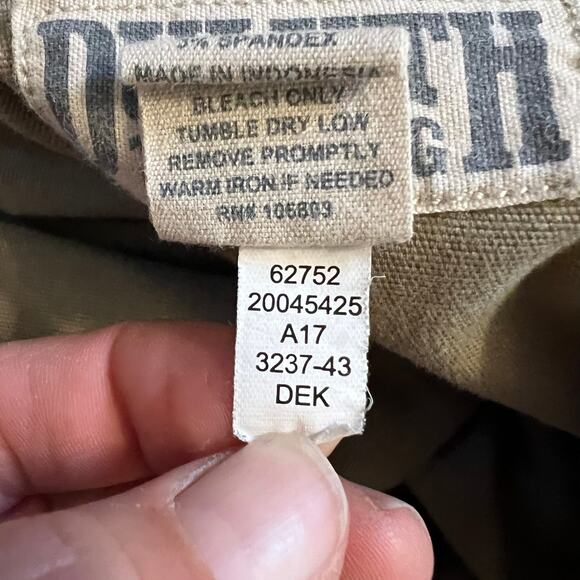 3% SPANDEX
MADE IN INDONESIA
BLEACH ONLY
TUMBLE DRY LOW
REMOVE PROMPTLY
WARM IRON IF NEEDED
RN# 106893
62752
20045425
A17
3237-43
DEK